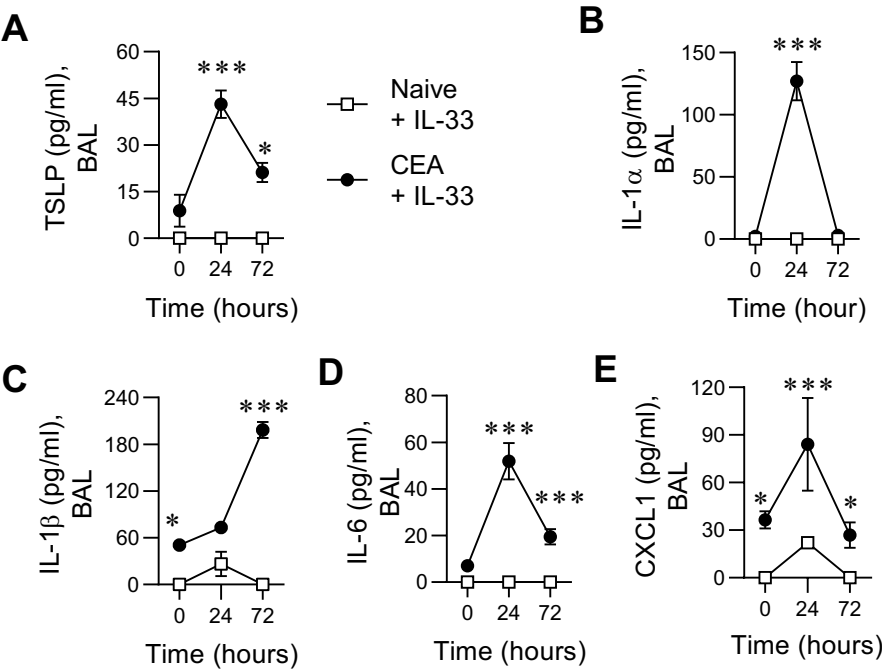 A
TSLP (pg/ml),
BAL
60
45
30
15
0
***
*
0 24 72
Time (hours)
Naive
+ IL-33
CEA
+ IL-33
B
IL-1α (pg/ml),
BAL
150
100
50
0
***
0 24 72
Time (hour)
C
IL-1β (pg/ml),
BAL
240
180
120
60
0
*
***
0 24 72
Time (hours)
D
IL-6 (pg/ml),
BAL
80
60
40
20
0
***
***
0 24 72
Time (hours)
E
CXCL1 (pg/ml),
BAL
120
90
60
30
0
*
***
*
0 24 72
Time (hours)